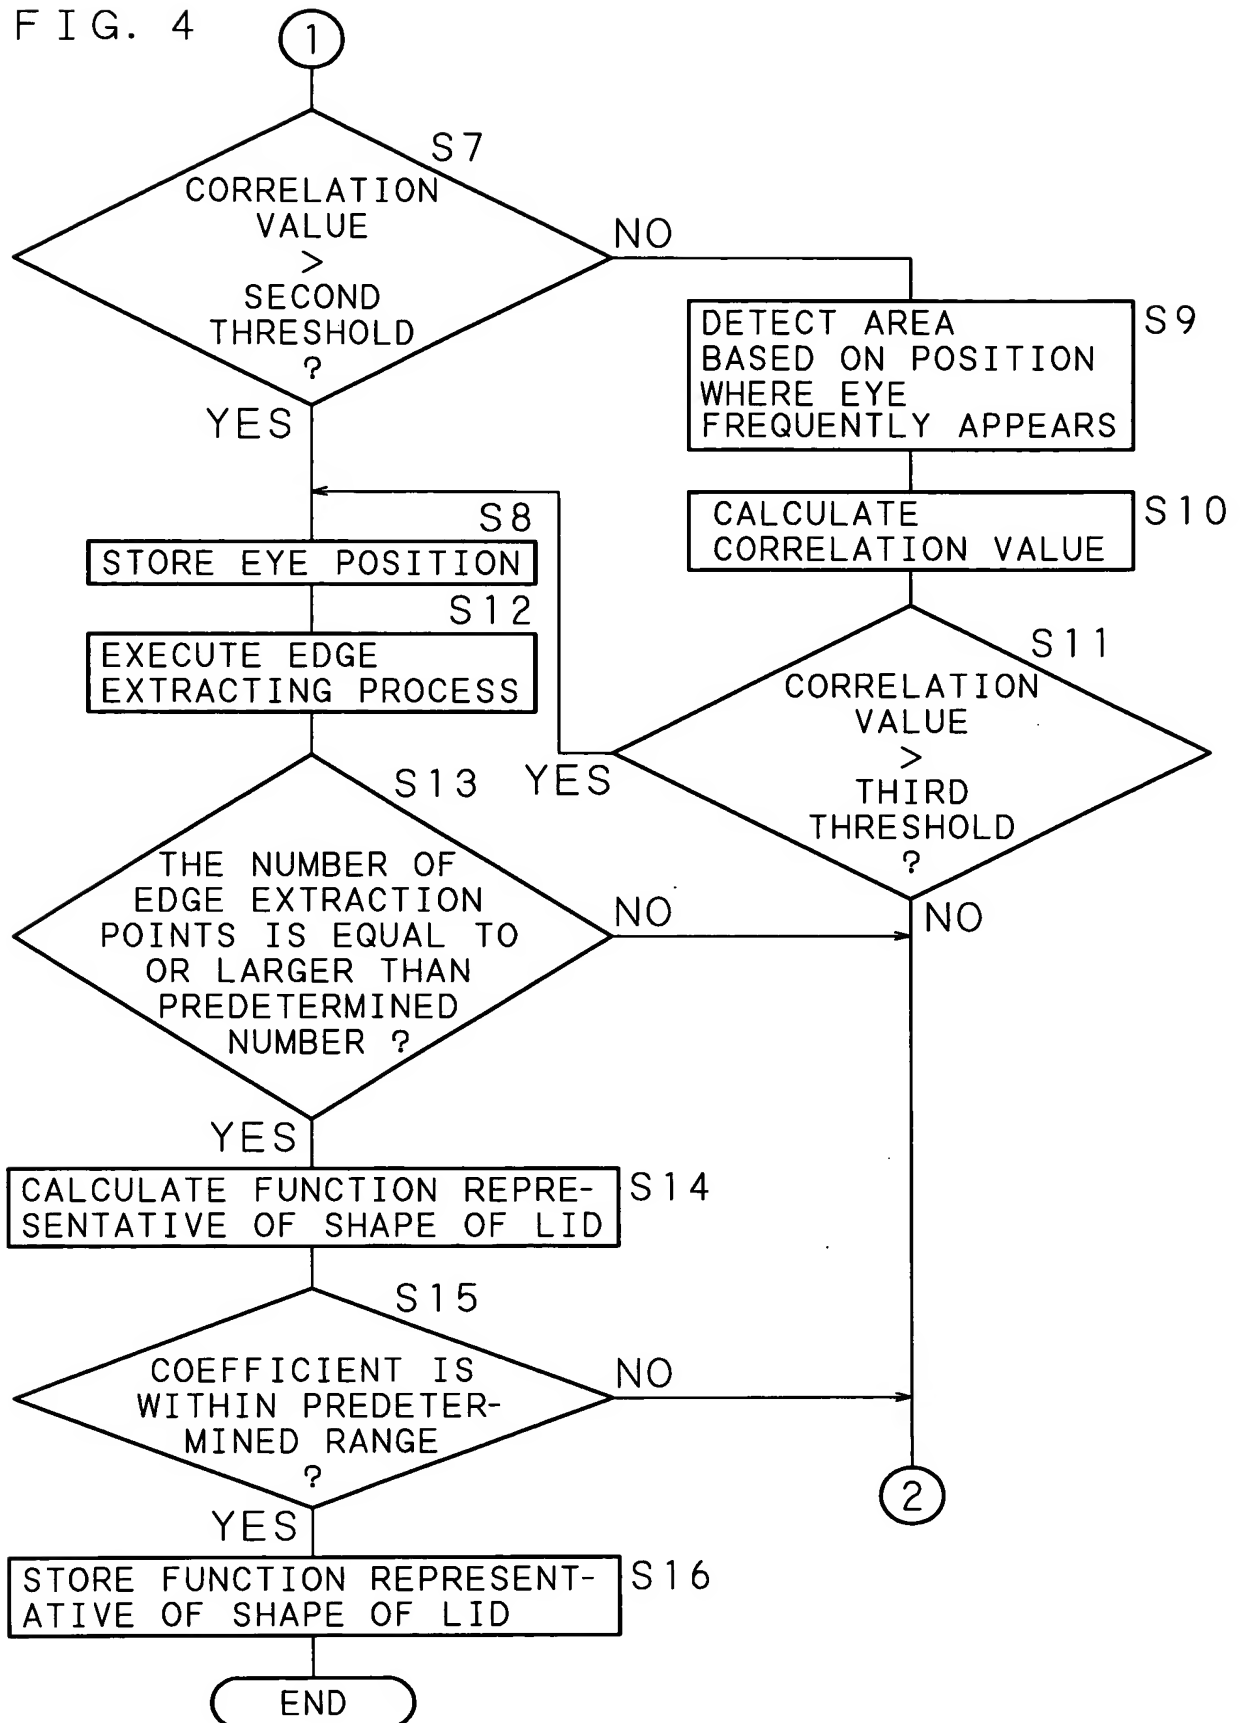 FIG. 4
1
S7
CORRELATION
VALUE
>
SECOND
THRESHOLD
?
NO
YES
DETECT AREA
BASED ON POSITION
WHERE EYE
FREQUENTLY APPEARS
S9
CALCULATE
CORRELATION VALUE
S10
S8
STORE EYE POSITION
S12
EXECUTE EDGE
EXTRACTING PROCESS
S11
CORRELATION
VALUE
>
THIRD
THRESHOLD
?
YES
NO
S13
THE NUMBER OF
EDGE EXTRACTION
POINTS IS EQUAL TO
OR LARGER THAN
PREDETERMINED
NUMBER ?
NO
YES
CALCULATE FUNCTION REPRE-
SENTATIVE OF SHAPE OF LID
S14
S15
COEFFICIENT IS
WITHIN PREDETER-
MINED RANGE
?
NO
YES
2
STORE FUNCTION REPRESENT-
ATIVE OF SHAPE OF LID
S16
END